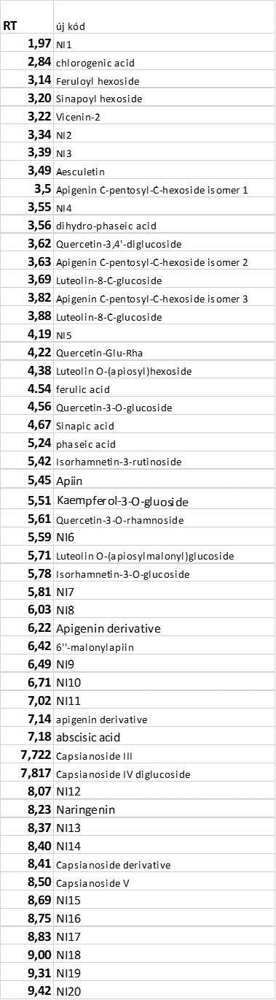 RT új kód
1,97 NI1
2,84 chlorogenic acid
3,14 Feruloyl hexoside
3,20 Sinapoyl hexoside
3,22 Vicenin-2
3,34 NI2
3,39 NI3
3,49 Aesculetin
3,5 Apigenin C-pentosyl-C-hexoside isomer 1
3,55 NI4
3,56 dihydro-phaseic acid
3,62 Quercetin-3,4'-diglucoside
3,63 Apigenin C-pentosyl-C-hexoside isomer 2
3,69 Luteolin-8-C-glucoside
3,82 Apigenin C-pentosyl-C-hexoside isomer 3
3,88 Luteolin-8-C-glucoside
4,19 NI5
4,22 Quercetin-Glu-Rha
4,38 Luteolin O-(apiosyl)hexoside
4.54 ferulic acid
4,56 Quercetin-3-O-glucoside
4,67 Sinapic acid
5,24 phaseic acid
5,42 Isorhamnetin-3-rutinoside
5,45 Apiin
5,51 Kaempferol-3-O-gluoside
5,61 Quercetin-3-O-rhamnoside
5,59 NI6
5,71 Luteolin O-(apiosylmalonyl)glucoside
5,78 Isorhamnetin-3-O-glucoside
5,81 NI7
6,03 NI8
6,22 Apigenin derivative
6,42 6''-malonylapiin
6,49 NI9
6,71 NI10
7,02 NI11
7,14 apigenin derivative
7,18 abscisic acid
7,722 Capsianoside III
7,817 Capsianoside IV diglucoside
8,07 NI12
8,23 Naringenin
8,37 NI13
8,40 NI14
8,41 Capsianoside derivative
8,50 Capsianoside V
8,69 NI15
8,75 NI16
8,83 NI17
9,00 NI18
9,31 NI19
9,42 NI20